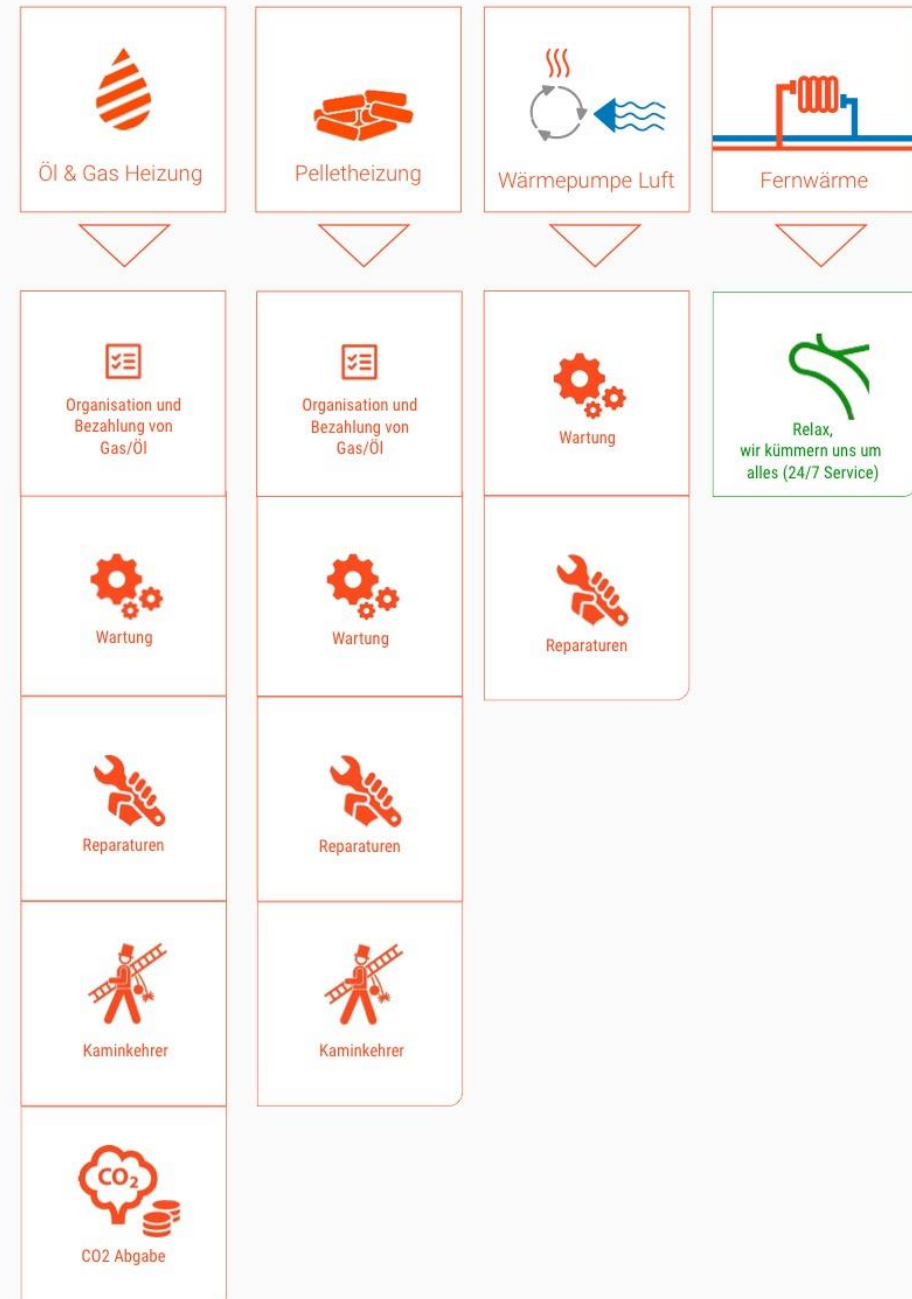 Öl & Gas Heizung
Pelletheizung
Wärmepumpe Luft
Fernwärme
Organisation und
Bezahlung von
Gas/Öl
Organisation und
Bezahlung von
Gas/Öl
Wartung
Relax,
wir kümmern uns um
alles (24/7 Service)
Wartung
Wartung
Reparaturen
Reparaturen
Reparaturen
Kaminkehrer
Kaminkehrer
CO₂
CO2 Abgabe